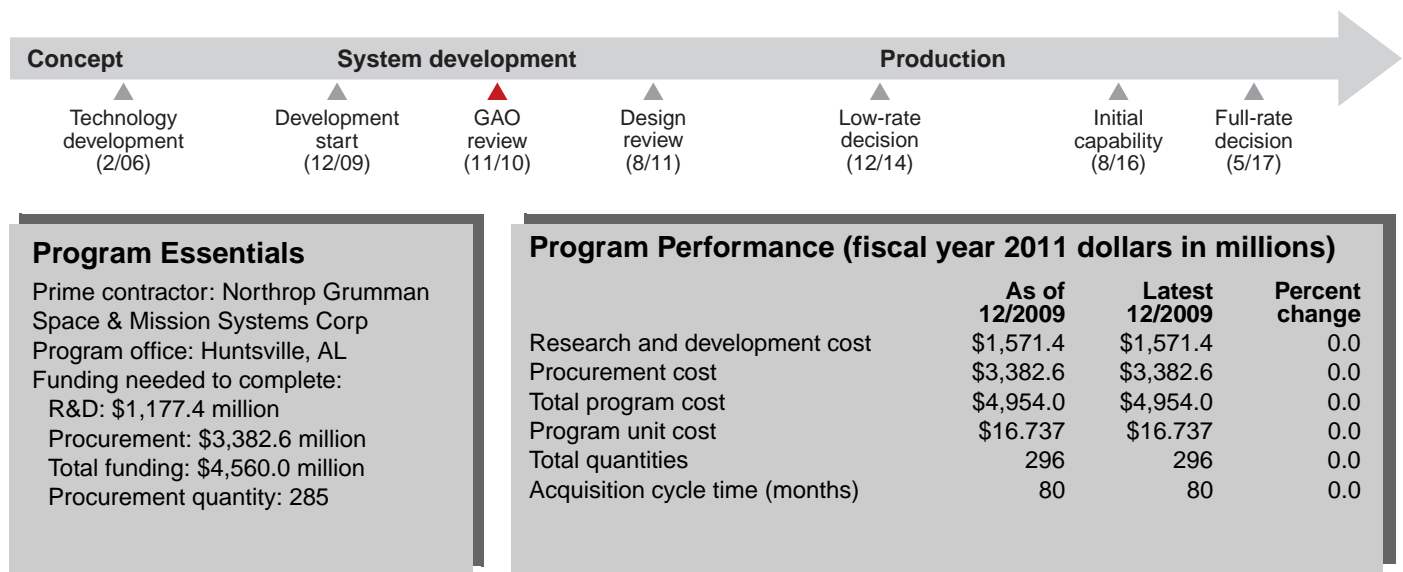 Concept System development Production
Technology development (2/06)
Development start (12/09)
GAO review (11/10)
Design review (8/11)
Low-rate decision (12/14)
Initial capability (8/16)
Full-rate decision (5/17)
Program Essentials
Prime contractor: Northrop Grumman
Space & Mission Systems Corp
Program office: Huntsville, AL
Funding needed to complete:
R&D: $1,177.4 million
Procurement: $3,382.6 million
Total funding: $4,560.0 million
Procurement quantity: 285
Program Performance (fiscal year 2011 dollars in millions)
As of 12/2009 Latest 12/2009 Percent change
Research and development cost $1,571.4 $1,571.4 0.0
Procurement cost $3,382.6 $3,382.6 0.0
Total program cost $4,954.0 $4,954.0 0.0
Program unit cost $16.737 $16.737 0.0
Total quantities 296 296 0.0
Acquisition cycle time (months) 80 80 0.0